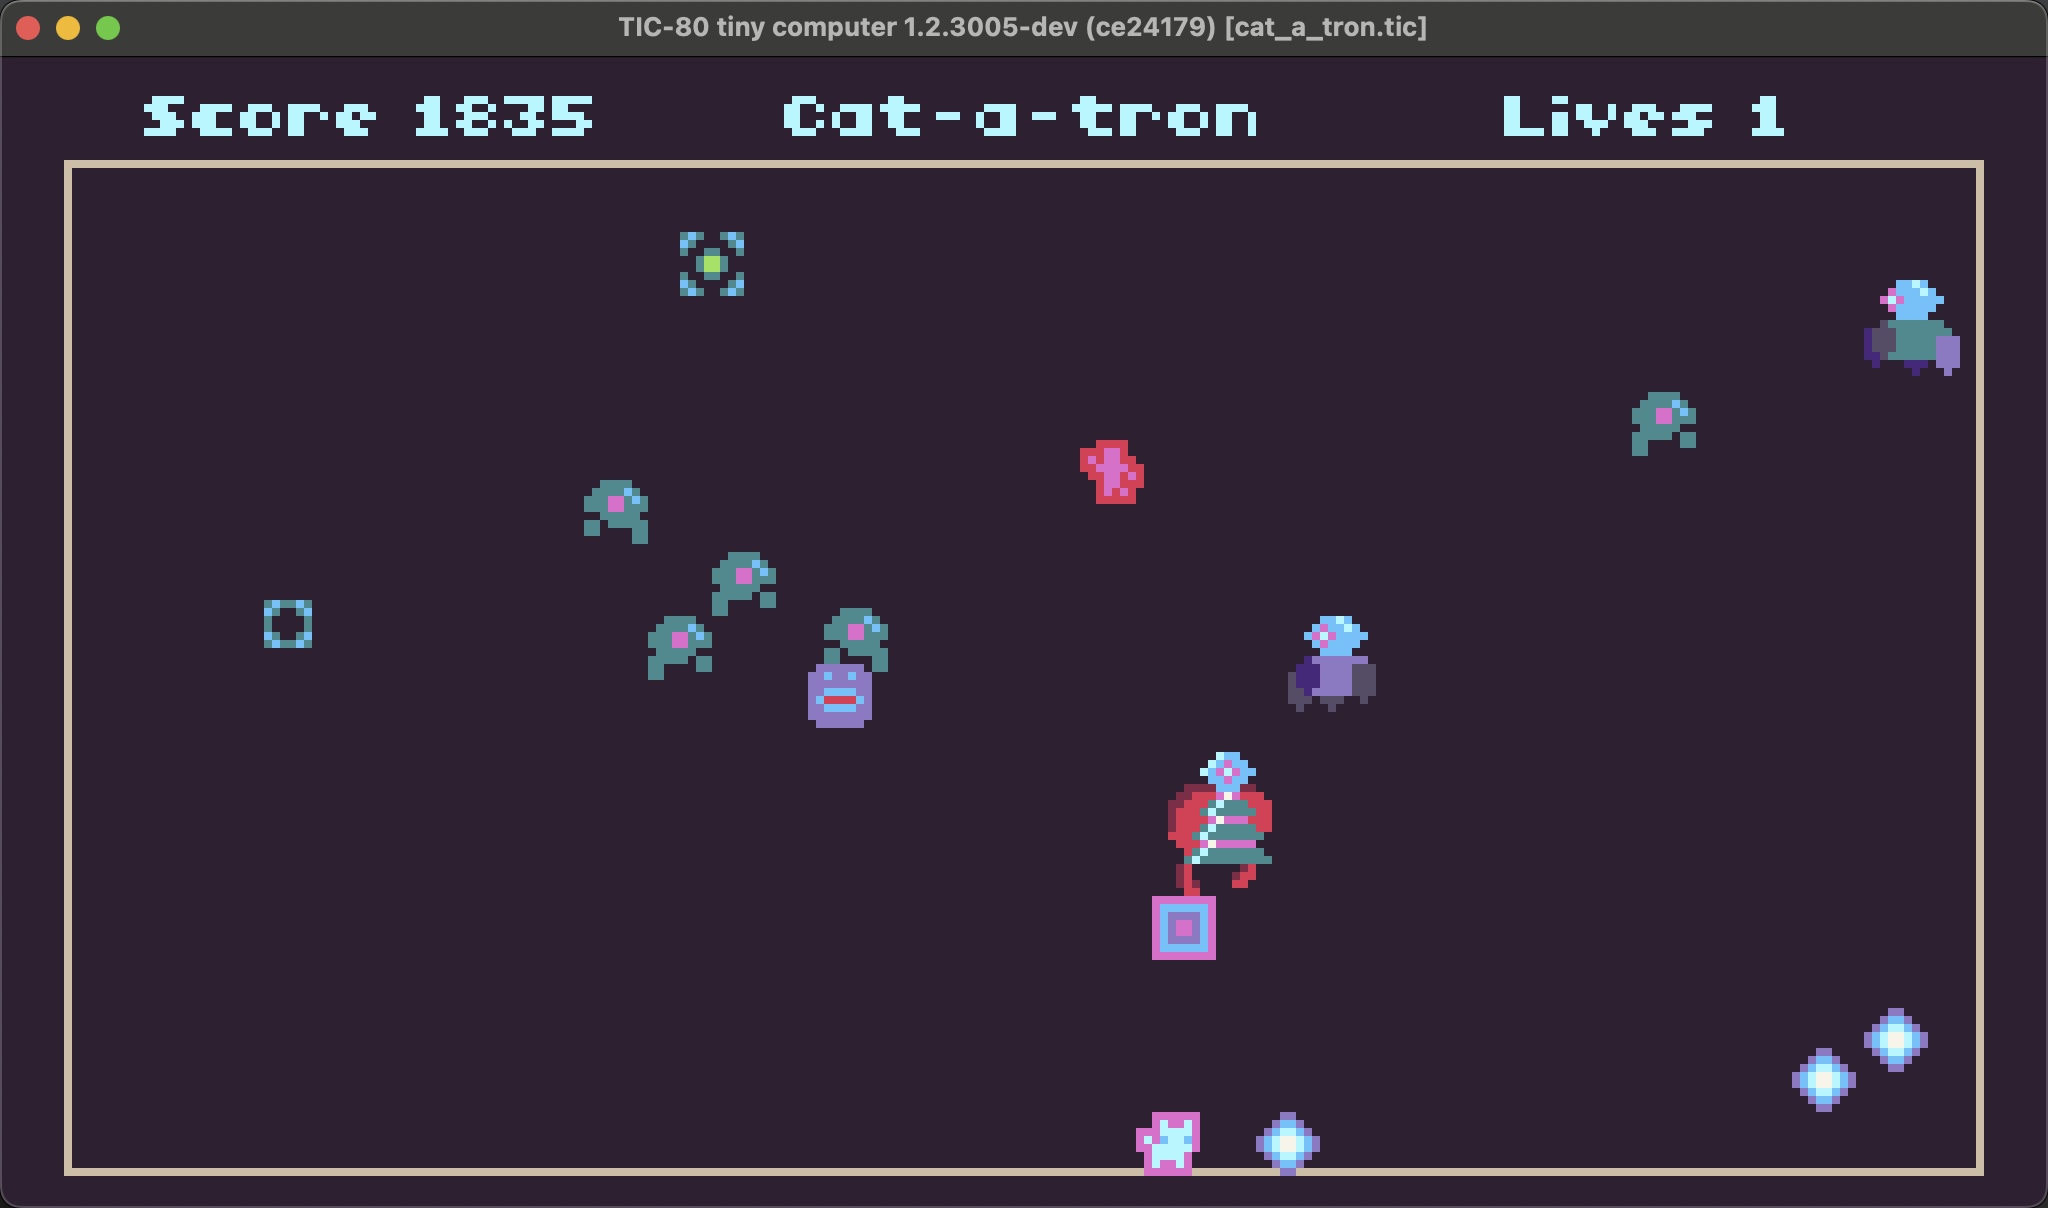 TIC-80 tiny computer 1.2.3005-dev (ce24179) [cat_a_tron.tic]
Score 1835 Cat-a-tron Lives 1